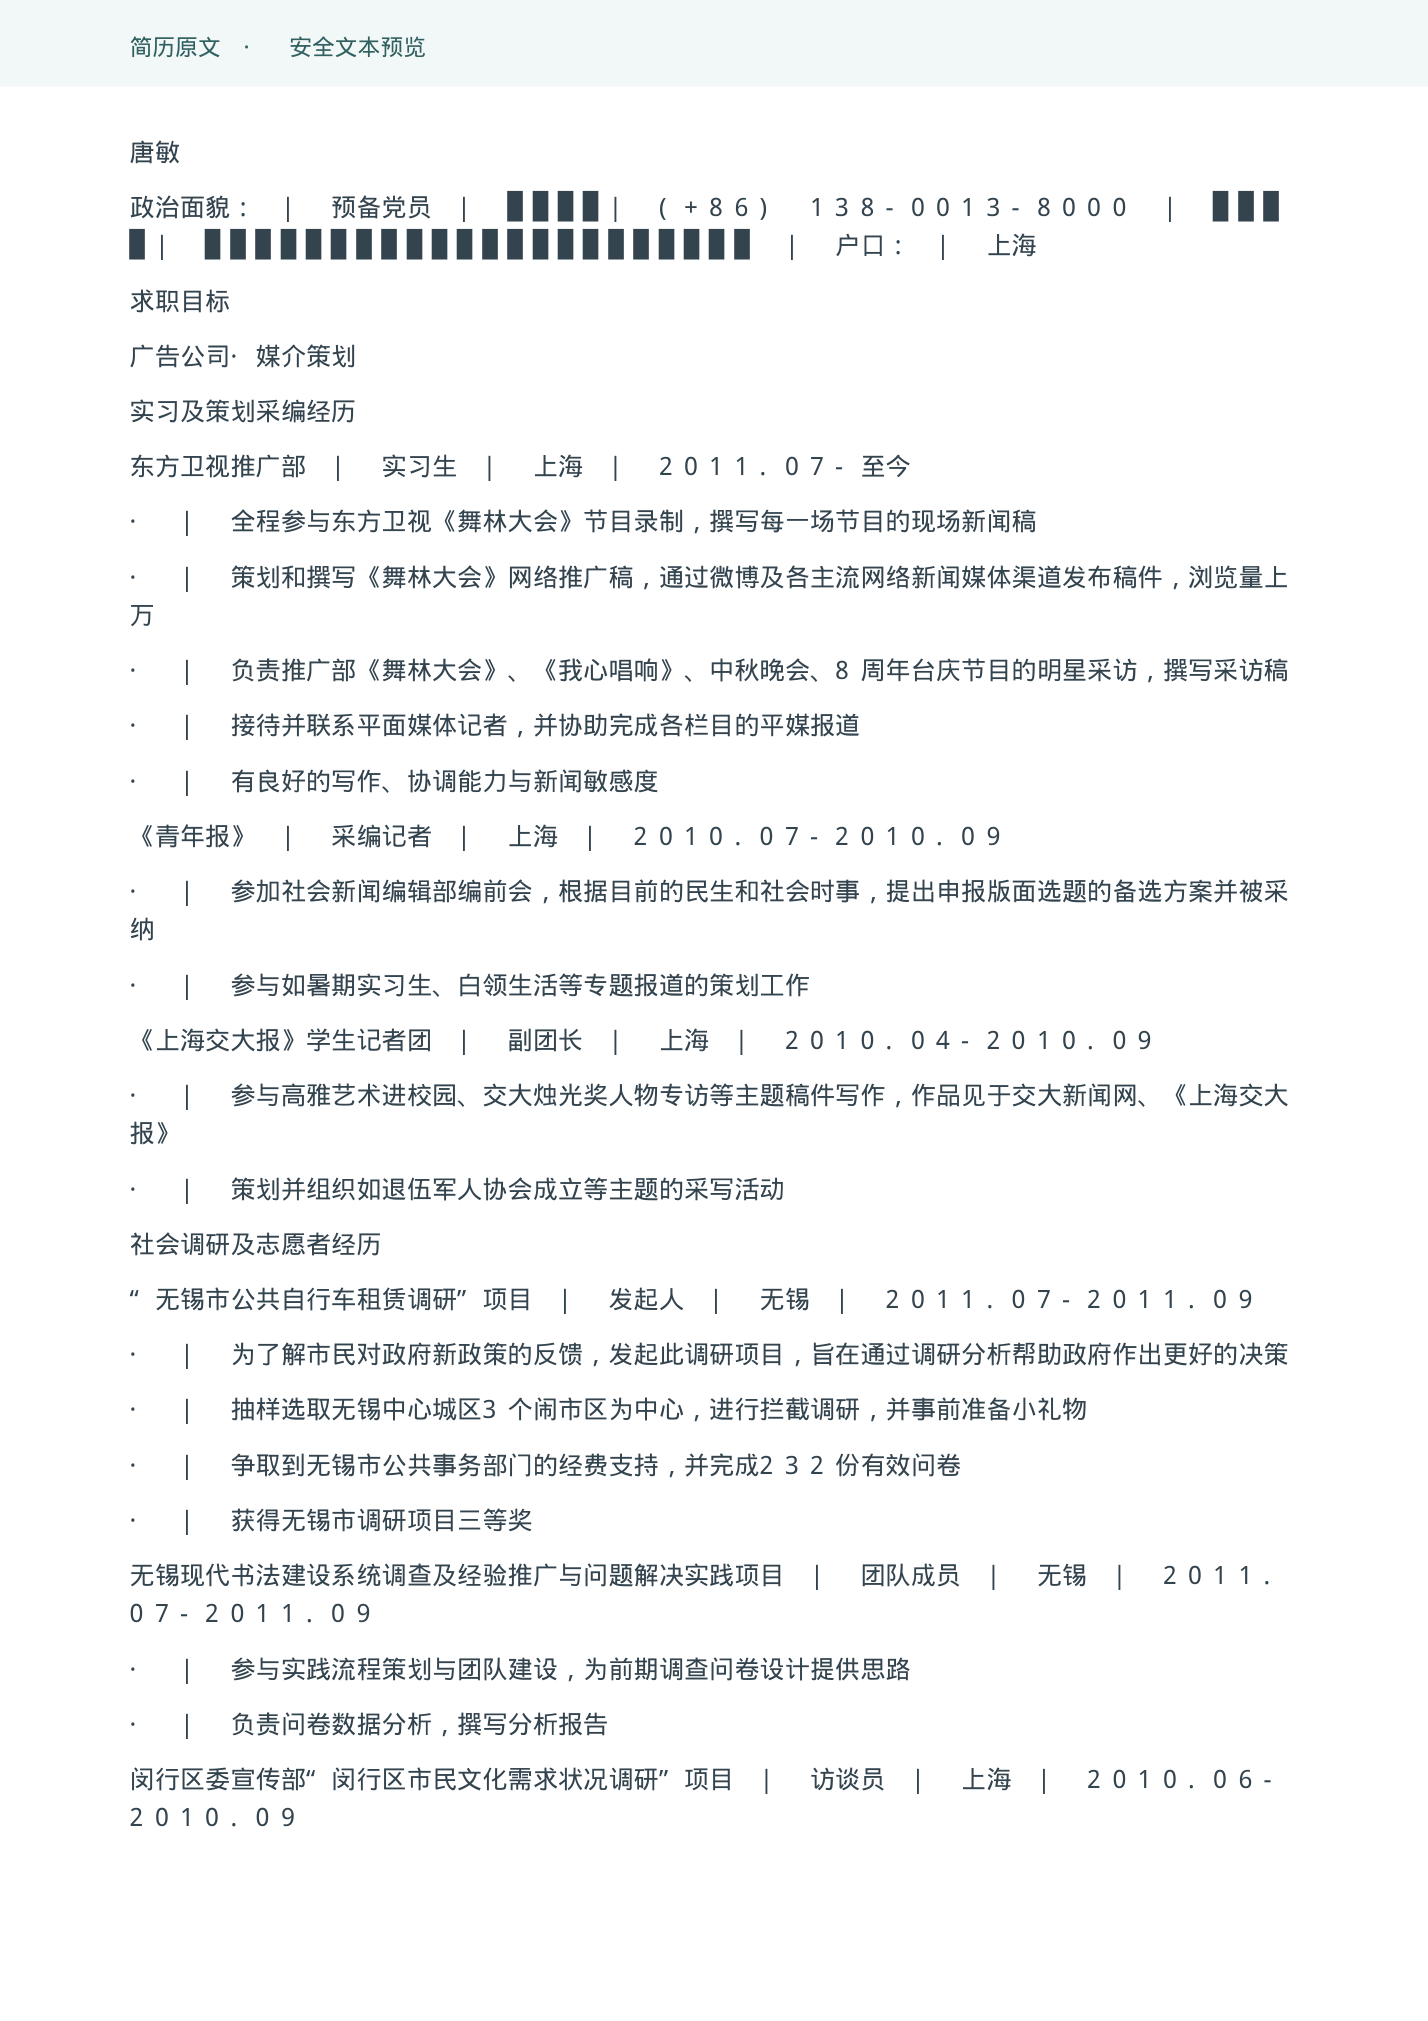 简历原文 · 安全文本预览
唐敏
政治面貌： | 预备党员 | ████| (+86) 138-0013-8000 | ███
█| ██████████████████████ | 户口： | 上海
求职目标
广告公司· 媒介策划
实习及策划采编经历
东方卫视推广部 | 实习生 | 上海 | 2011.07-至今
· | 全程参与东方卫视《舞林大会》节目录制，撰写每一场节目的现场新闻稿
· | 策划和撰写《舞林大会》网络推广稿，通过微博及各主流网络新闻媒体渠道发布稿件，浏览量上
万
· | 负责推广部《舞林大会》、《我心唱响》、中秋晚会、8 周年台庆节目的明星采访，撰写采访稿
· | 接待并联系平面媒体记者，并协助完成各栏目的平媒报道
· | 有良好的写作、协调能力与新闻敏感度
《青年报》 | 采编记者 | 上海 | 2010.07-2010.09
· | 参加社会新闻编辑部编前会，根据目前的民生和社会时事，提出申报版面选题的备选方案并被采
纳
· | 参与如暑期实习生、白领生活等专题报道的策划工作
《上海交大报》学生记者团 | 副团长 | 上海 | 2010.04-2010.09
· | 参与高雅艺术进校园、交大烛光奖人物专访等主题稿件写作，作品见于交大新闻网、《上海交大
报》
· | 策划并组织如退伍军人协会成立等主题的采写活动
社会调研及志愿者经历
“无锡市公共自行车租赁调研”项目 | 发起人 | 无锡 | 2011.07-2011.09
· | 为了解市民对政府新政策的反馈，发起此调研项目，旨在通过调研分析帮助政府作出更好的决策
· | 抽样选取无锡中心城区3 个闹市区为中心，进行拦截调研，并事前准备小礼物
· | 争取到无锡市公共事务部门的经费支持，并完成232份有效问卷
· | 获得无锡市调研项目三等奖
无锡现代书法建设系统调查及经验推广与问题解决实践项目 | 团队成员 | 无锡 | 2011.
07-2011.09
· | 参与实践流程策划与团队建设，为前期调查问卷设计提供思路
· | 负责问卷数据分析，撰写分析报告
闵行区委宣传部“闵行区市民文化需求状况调研”项目 | 访谈员 | 上海 | 2010.06-
2010.09